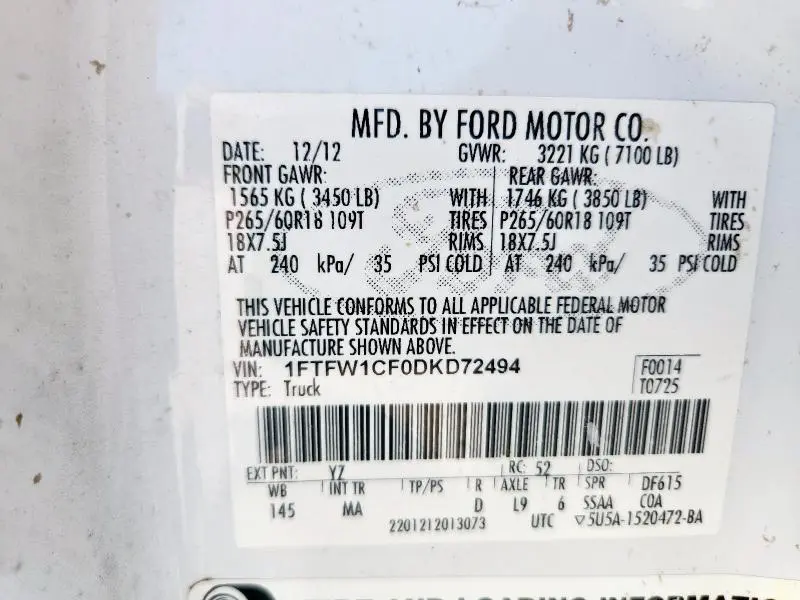 MFD. BY FORD MOTOR CO.
DATE: 12/12 GVWR: 3221 KG ( 7100 LB)
FRONT GAWR: REAR GAWR:
1565 KG ( 3450 LB) WITH 1746 KG ( 3850 LB) WITH
P265/60R18 109T TIRES P265/60R18 109T TIRES
18X7.5J RIMS 18X7.5J RIMS
AT 240 kPa/ 35 PSI COLD AT 240 kPa/ 35 PSI COLD
THIS VEHICLE CONFORMS TO ALL APPLICABLE FEDERAL MOTOR
VEHICLE SAFETY STANDARDS IN EFFECT ON THE DATE OF
MANUFACTURE SHOWN ABOVE.
VIN: 1FTFW1CF0DKD72494 F0014
TYPE: Truck T0725
EXT PNT: YZ RC: 52 DSO:
WB INT TR TP/PS R AXLE TR SPR DF615
145 MA D L9 6 SSAA COA
2201212013073 UTC ▽5U5A-1520472-BA
AND LOADING INFORMATI